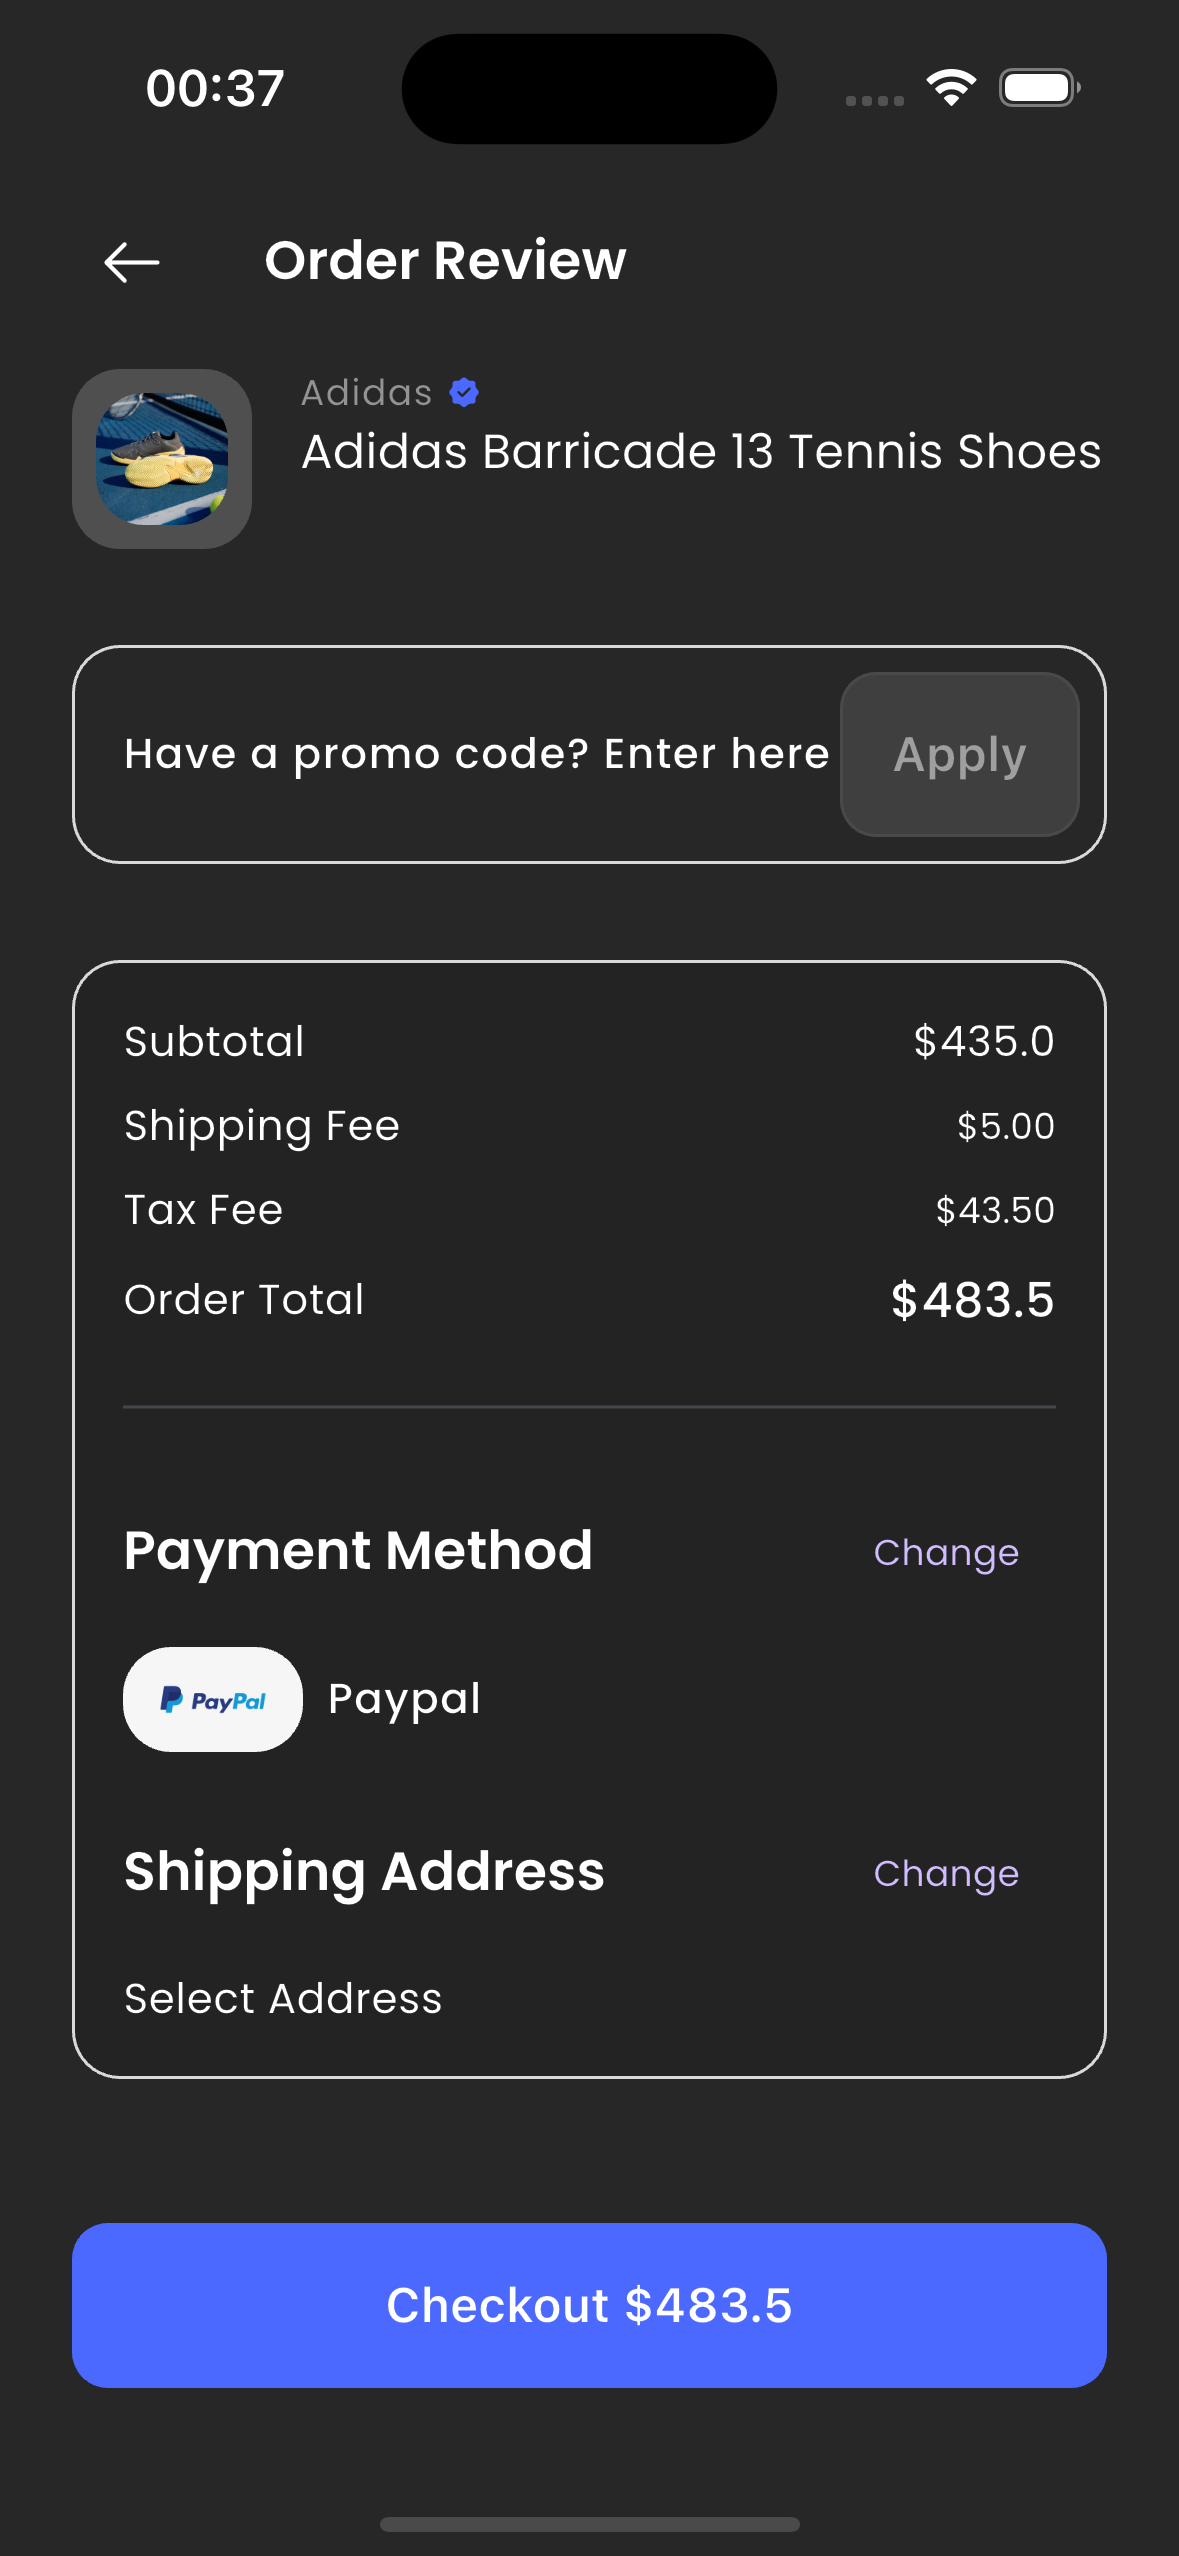 00:37
Order Review
Adidas
Adidas Barricade 13 Tennis Shoes
Have a promo code? Enter here
Apply
Subtotal $435.0
Shipping Fee $5.00
Tax Fee $43.50
Order Total $483.5
Payment Method Change
PayPal Paypal
Shipping Address Change
Select Address
Checkout $483.5